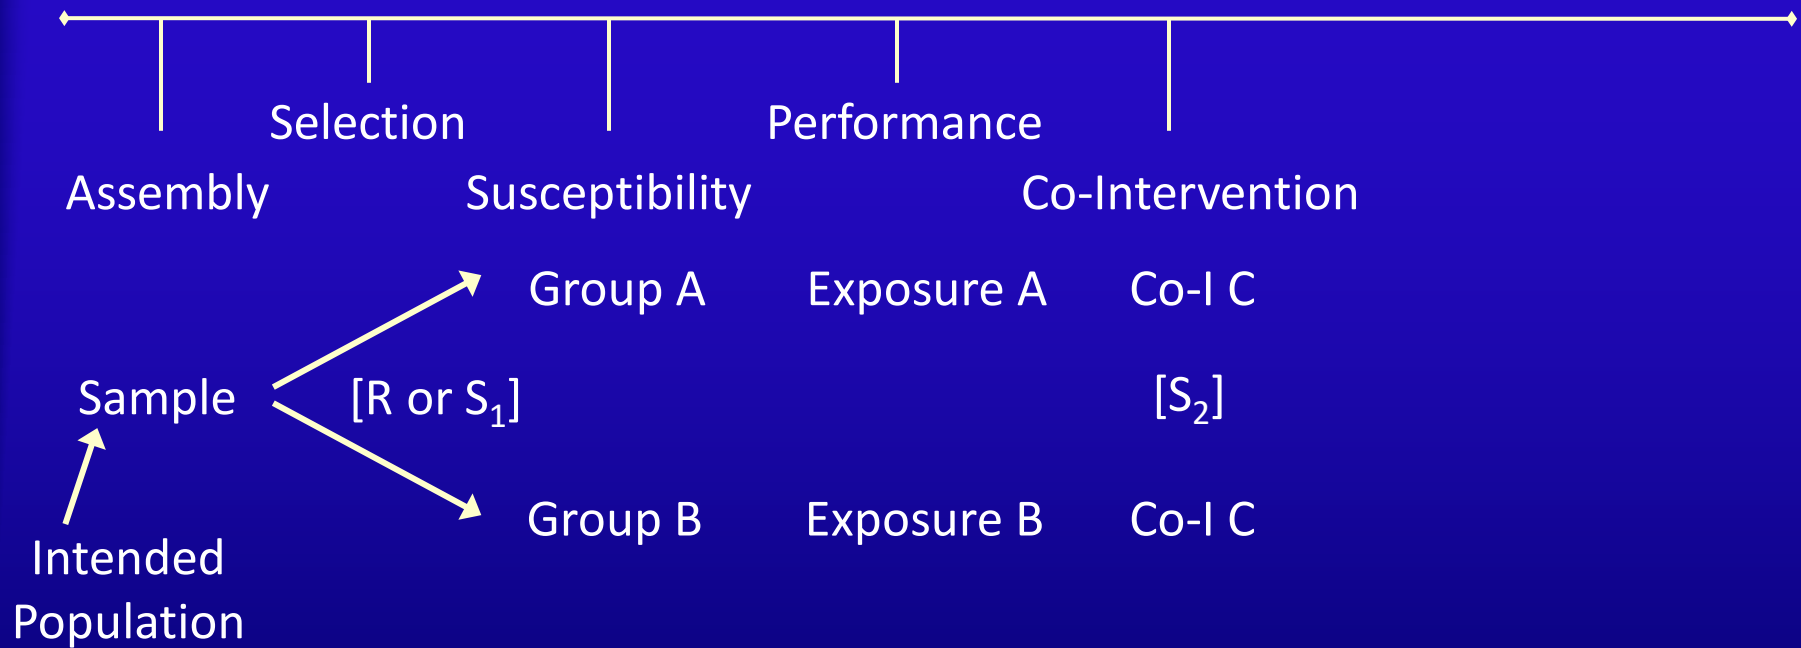 Selection Performance
Assembly Susceptibility Co-Intervention
Group A Exposure A Co-I C
Sample [R or S₁] [S₂]
Group B Exposure B Co-I C
Intended
Population